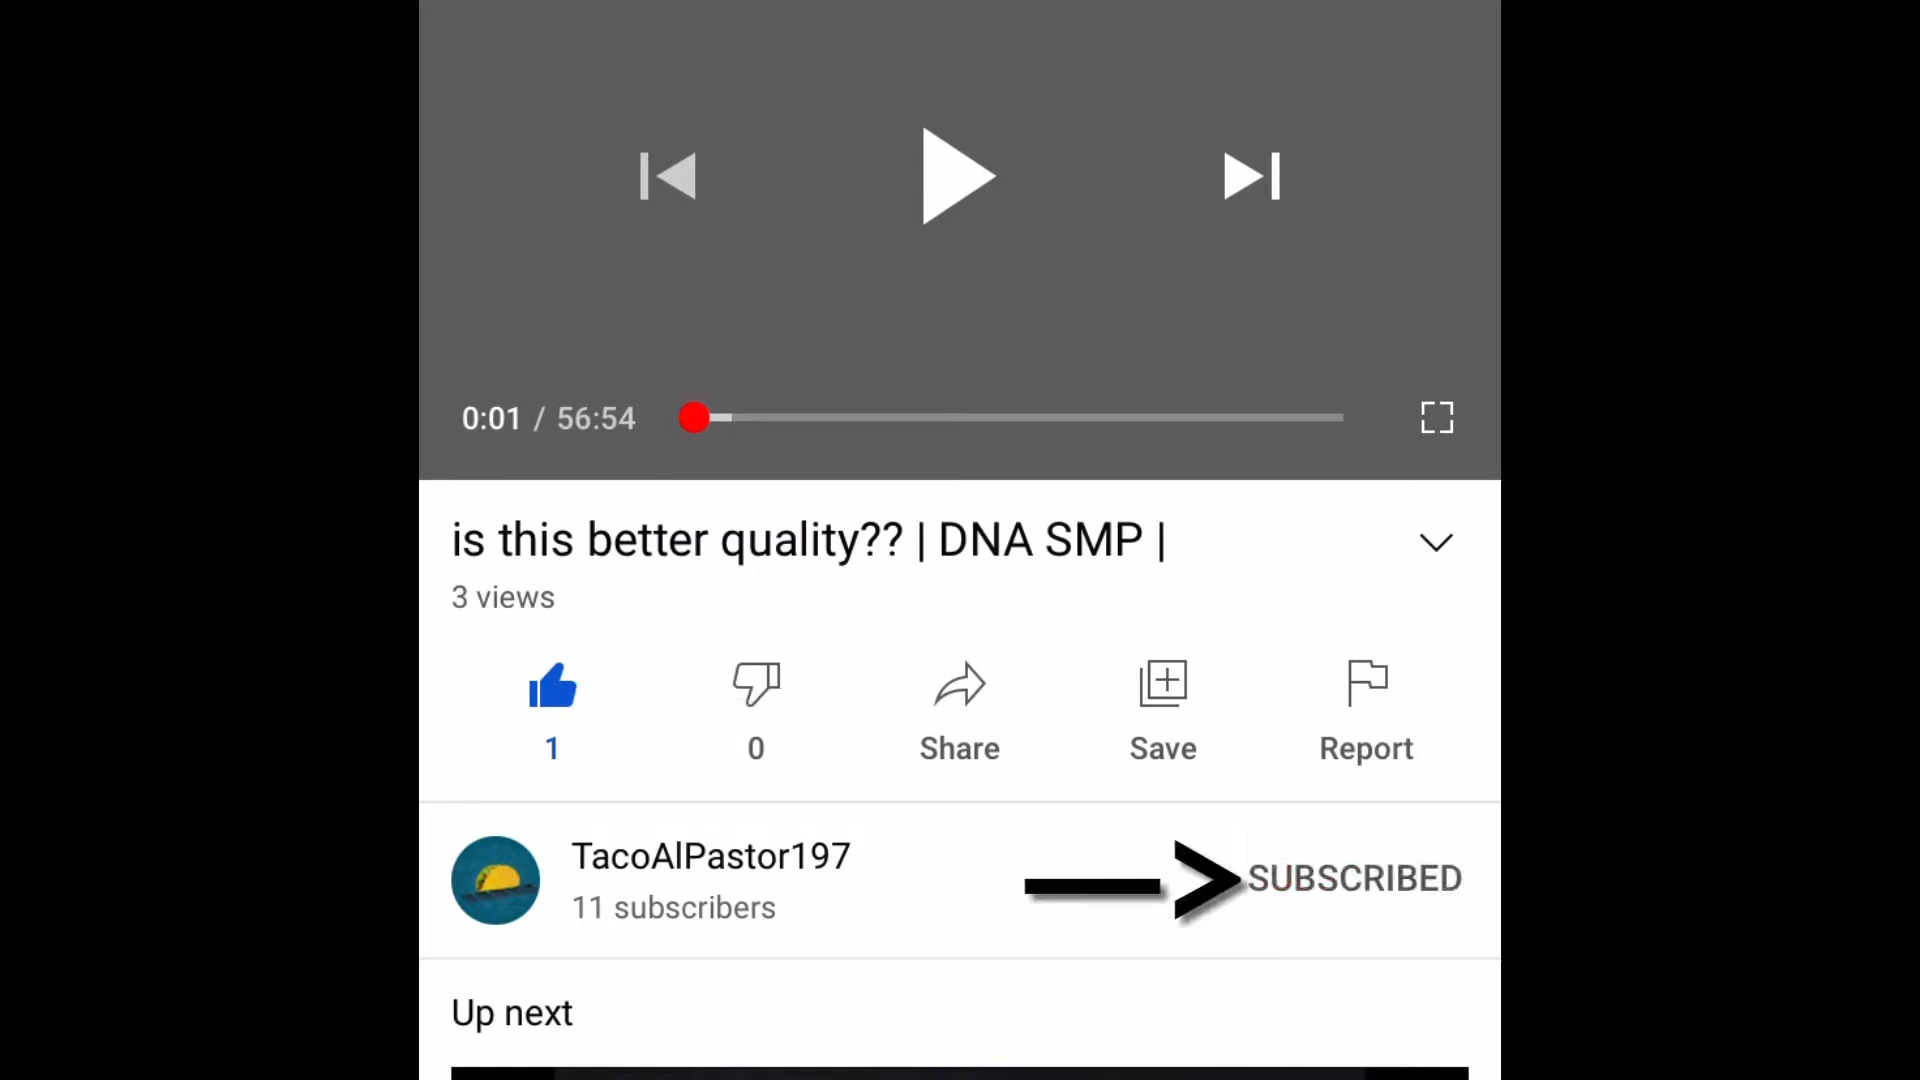 0:01 / 56:54
is this better quality?? | DNA SMP |
3 views
1
0
Share
Save
Report
TacoAlPastor197
11 subscribers
SUBSCRIBED
Up next